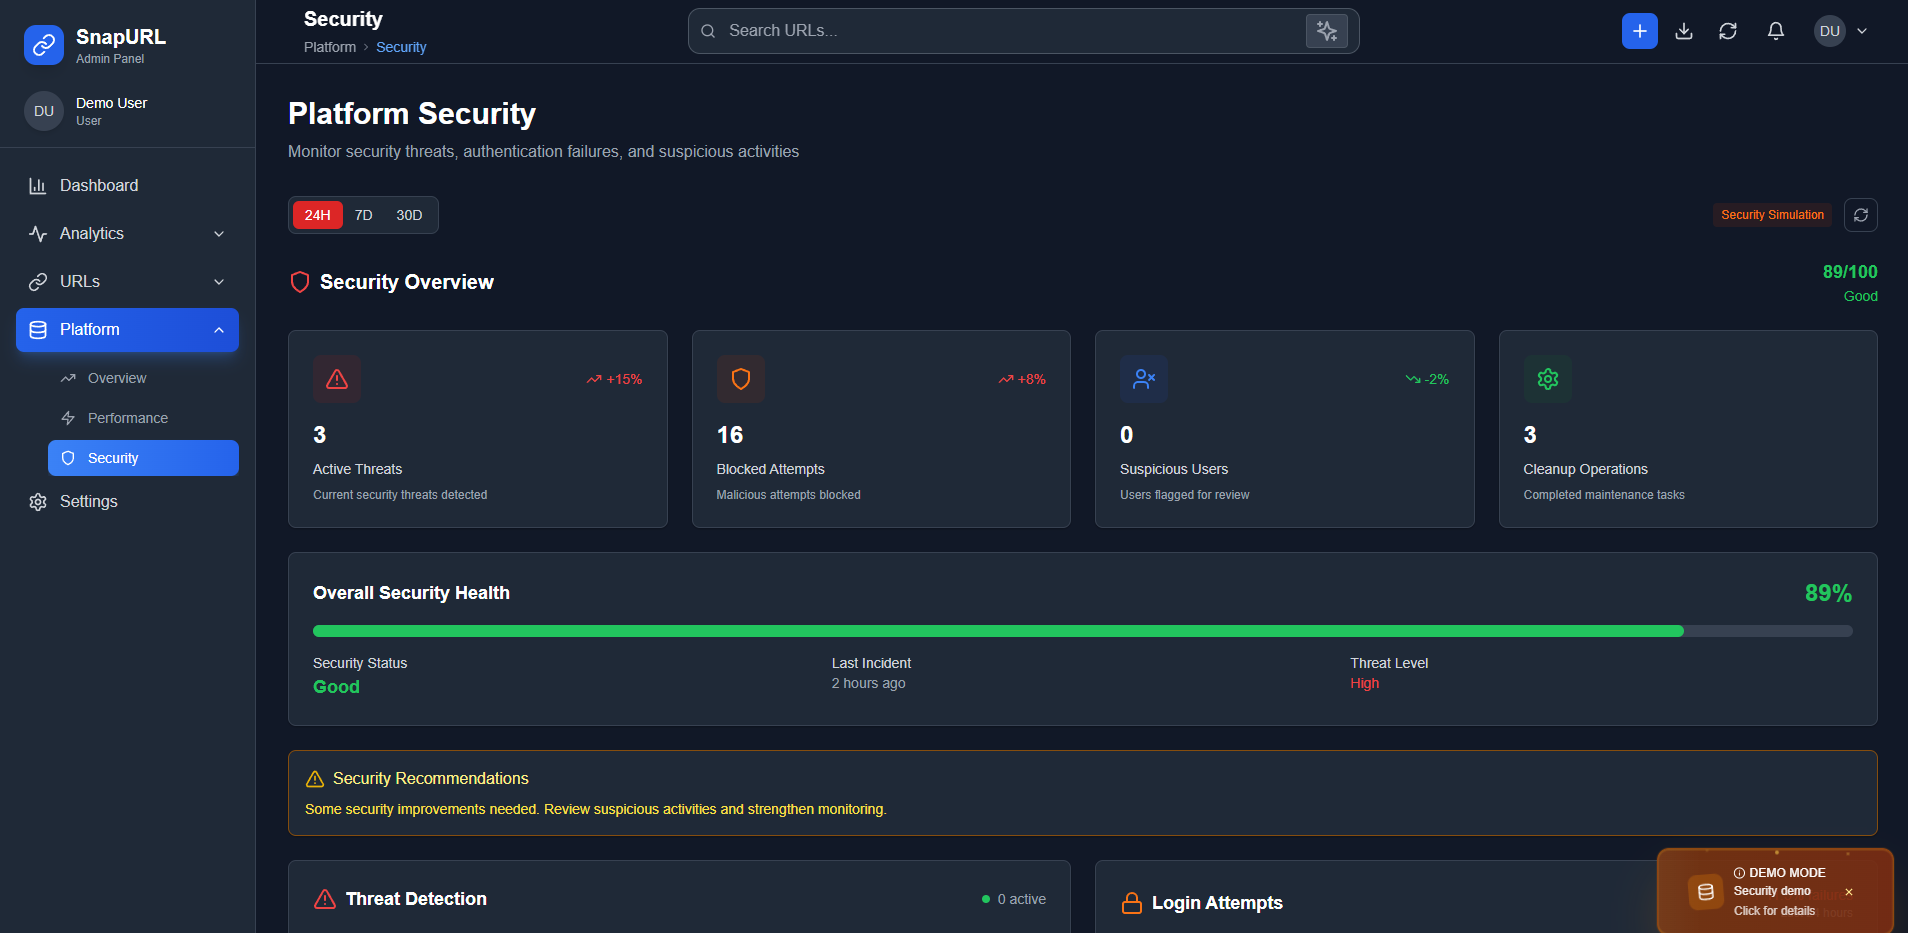 SnapURL
Admin Panel
DU
Demo User
User
Dashboard
Analytics
URLs
Platform
Overview
Performance
Security
Settings
Security
Platform › Security
Search URLs...
DU
Platform Security
Monitor security threats, authentication failures, and suspicious activities
24H 7D 30D
Security Simulation
Security Overview
89/100
Good
+15%
3
Active Threats
Current security threats detected
+8%
16
Blocked Attempts
Malicious attempts blocked
-2%
0
Suspicious Users
Users flagged for review
3
Cleanup Operations
Completed maintenance tasks
Overall Security Health
89%
Security Status
Good
Last Incident
2 hours ago
Threat Level
High
Security Recommendations
Some security improvements needed. Review suspicious activities and strengthen monitoring.
Threat Detection
0 active
Login Attempts
DEMO MODE
Security demo
Click for details
hours